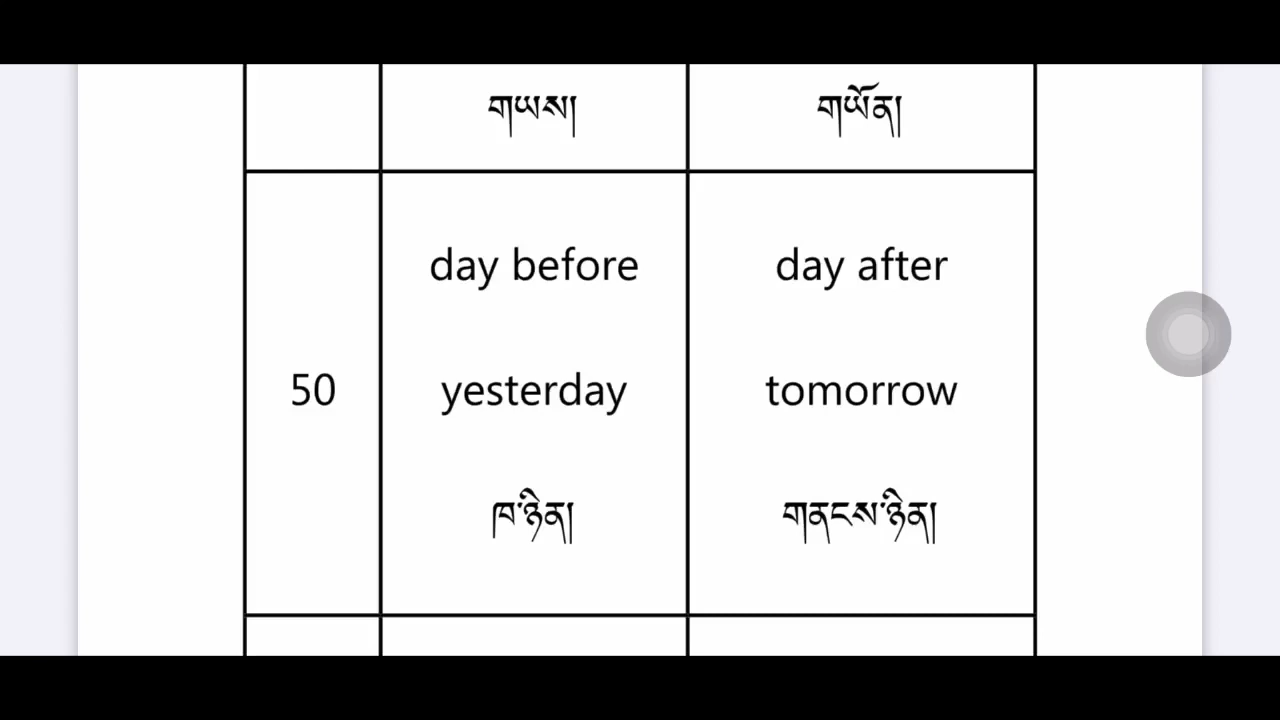 གཡས།
གཡོན།
50
day before
yesterday
ཁ་ཉིན།
day after
tomorrow
གནངས་ཉིན།